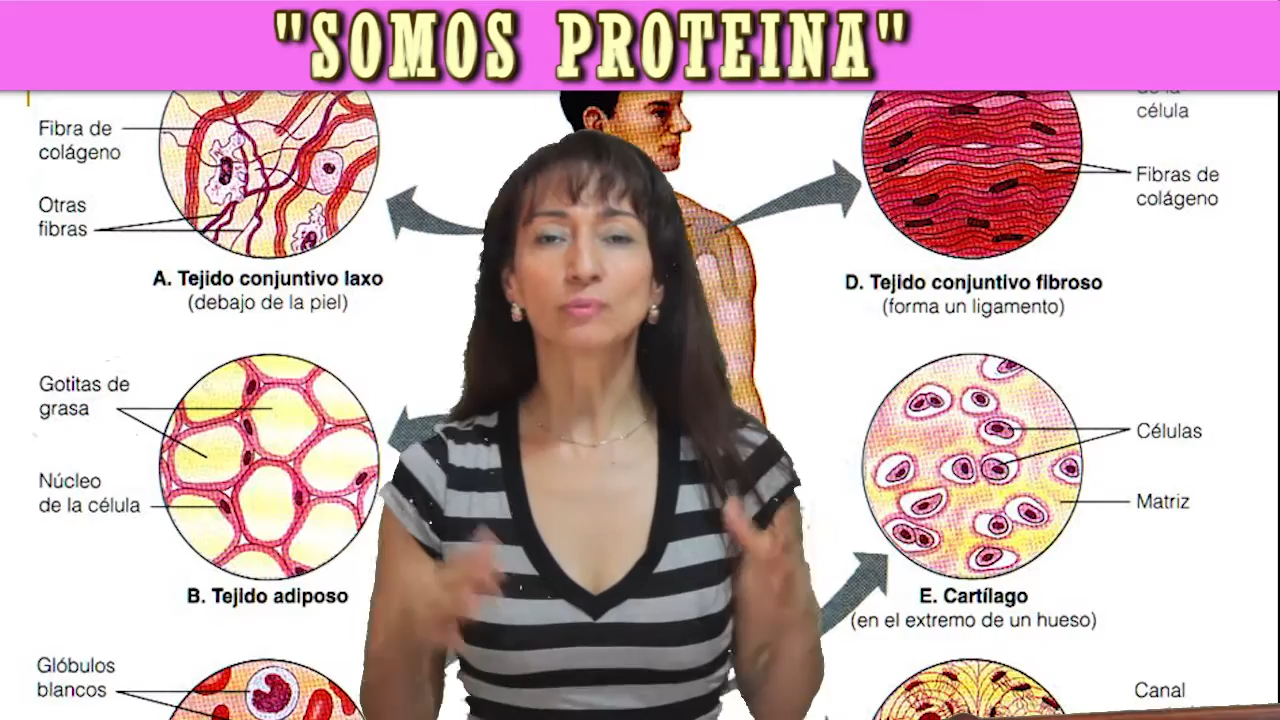 "SOMOS PROTEINA"
Fibra de
colágeno
Otras
fibras
A. Tejido conjuntivo laxo
(debajo de la piel)
Gotitas de
grasa
Núcleo
de la célula
B. Tejido adiposo
Glóbulos
blancos
célula
Fibras de
colágeno
D. Tejido conjuntivo fibroso
(forma un ligamento)
Células
Matriz
E. Cartílago
(en el extremo de un hueso)
Canal